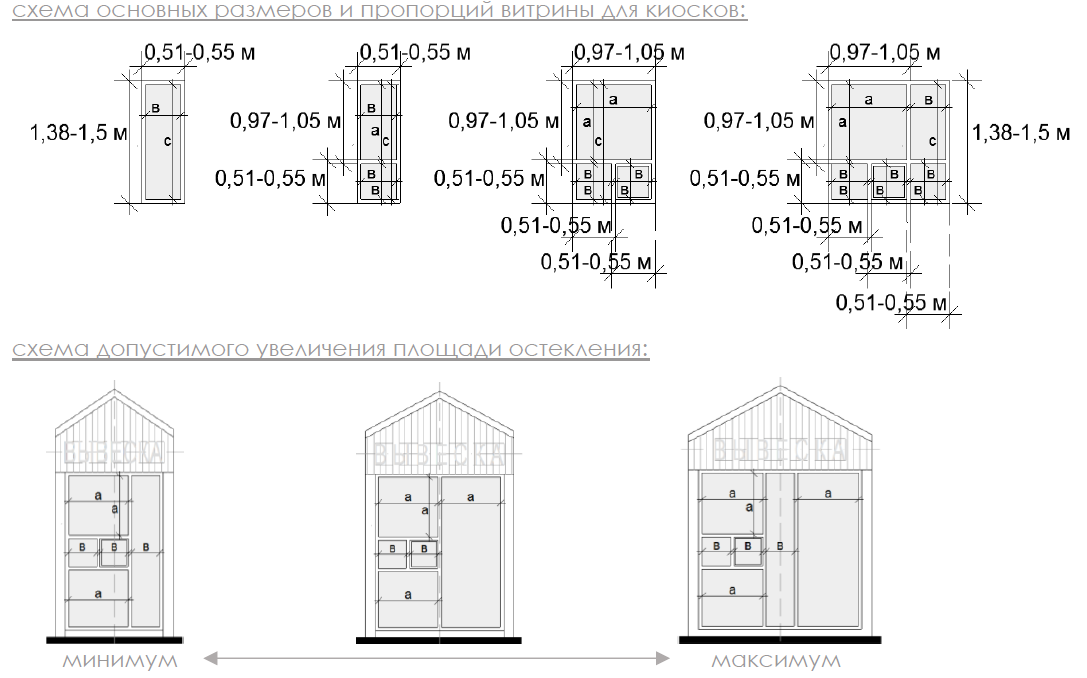 схема основных размеров и пропорций витрины для киосков:
0,51-0,55 м 0,51-0,55 м 0,97-1,05 м 0,97-1,05 м
в в а а в
1,38-1,5 м 0,97-1,05 м 0,97-1,05 м 0,97-1,05 м 1,38-1,5 м
с а с а с с
0,51-0,55 м 0,51-0,55 м 0,51-0,55 м
в в в в в в
в в в в в в
0,51-0,55 м 0,51-0,55 м
0,51-0,55 м 0,51-0,55 м
0,51-0,55 м
схема допустимого увеличения площади остекления:
ВЫВЕСКА ВЫВЕСКА ВЫВЕСКА
а а а а а
а а а
в в в в в в в в
а а а
минимум максимум